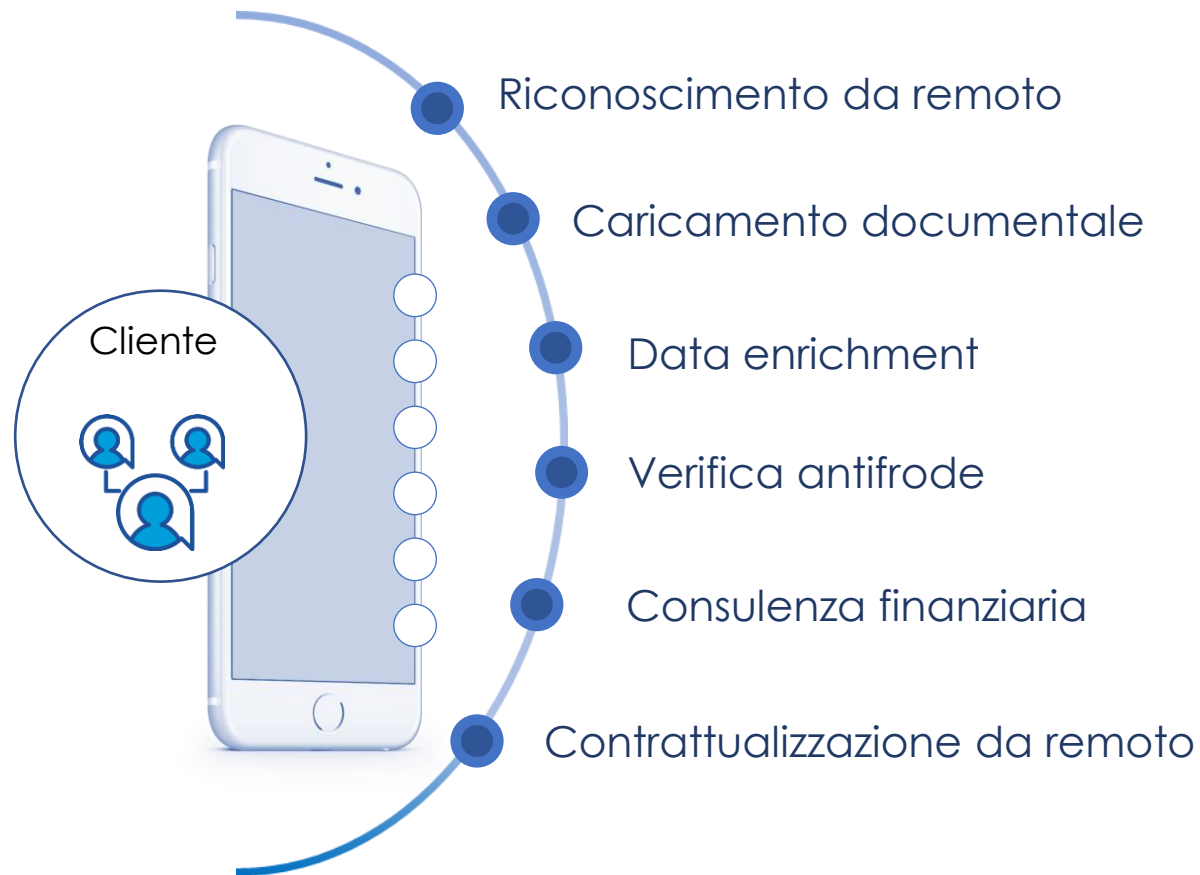 Riconoscimento da remoto
Caricamento documentale
Cliente
Data enrichment
Verifica antifrode
Consulenza finanziaria
Contrattualizzazione da remoto